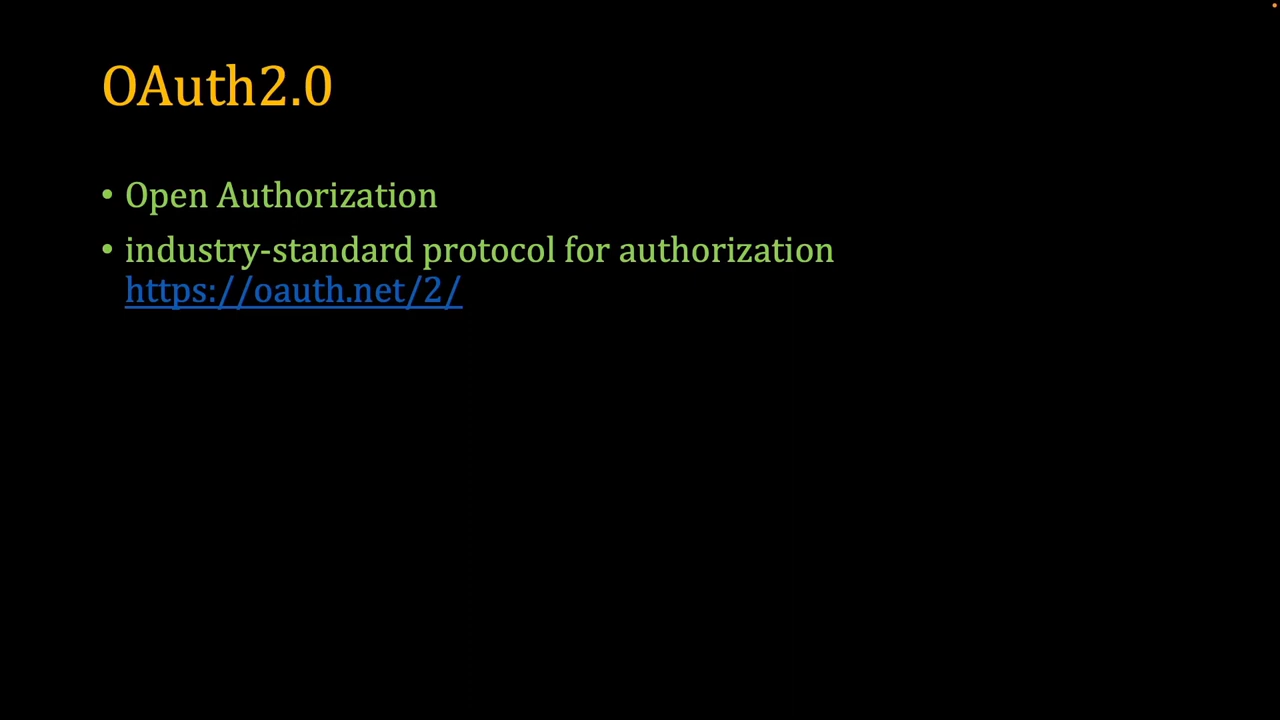 OAuth2.0
• Open Authorization
• industry-standard protocol for authorization
https://oauth.net/2/